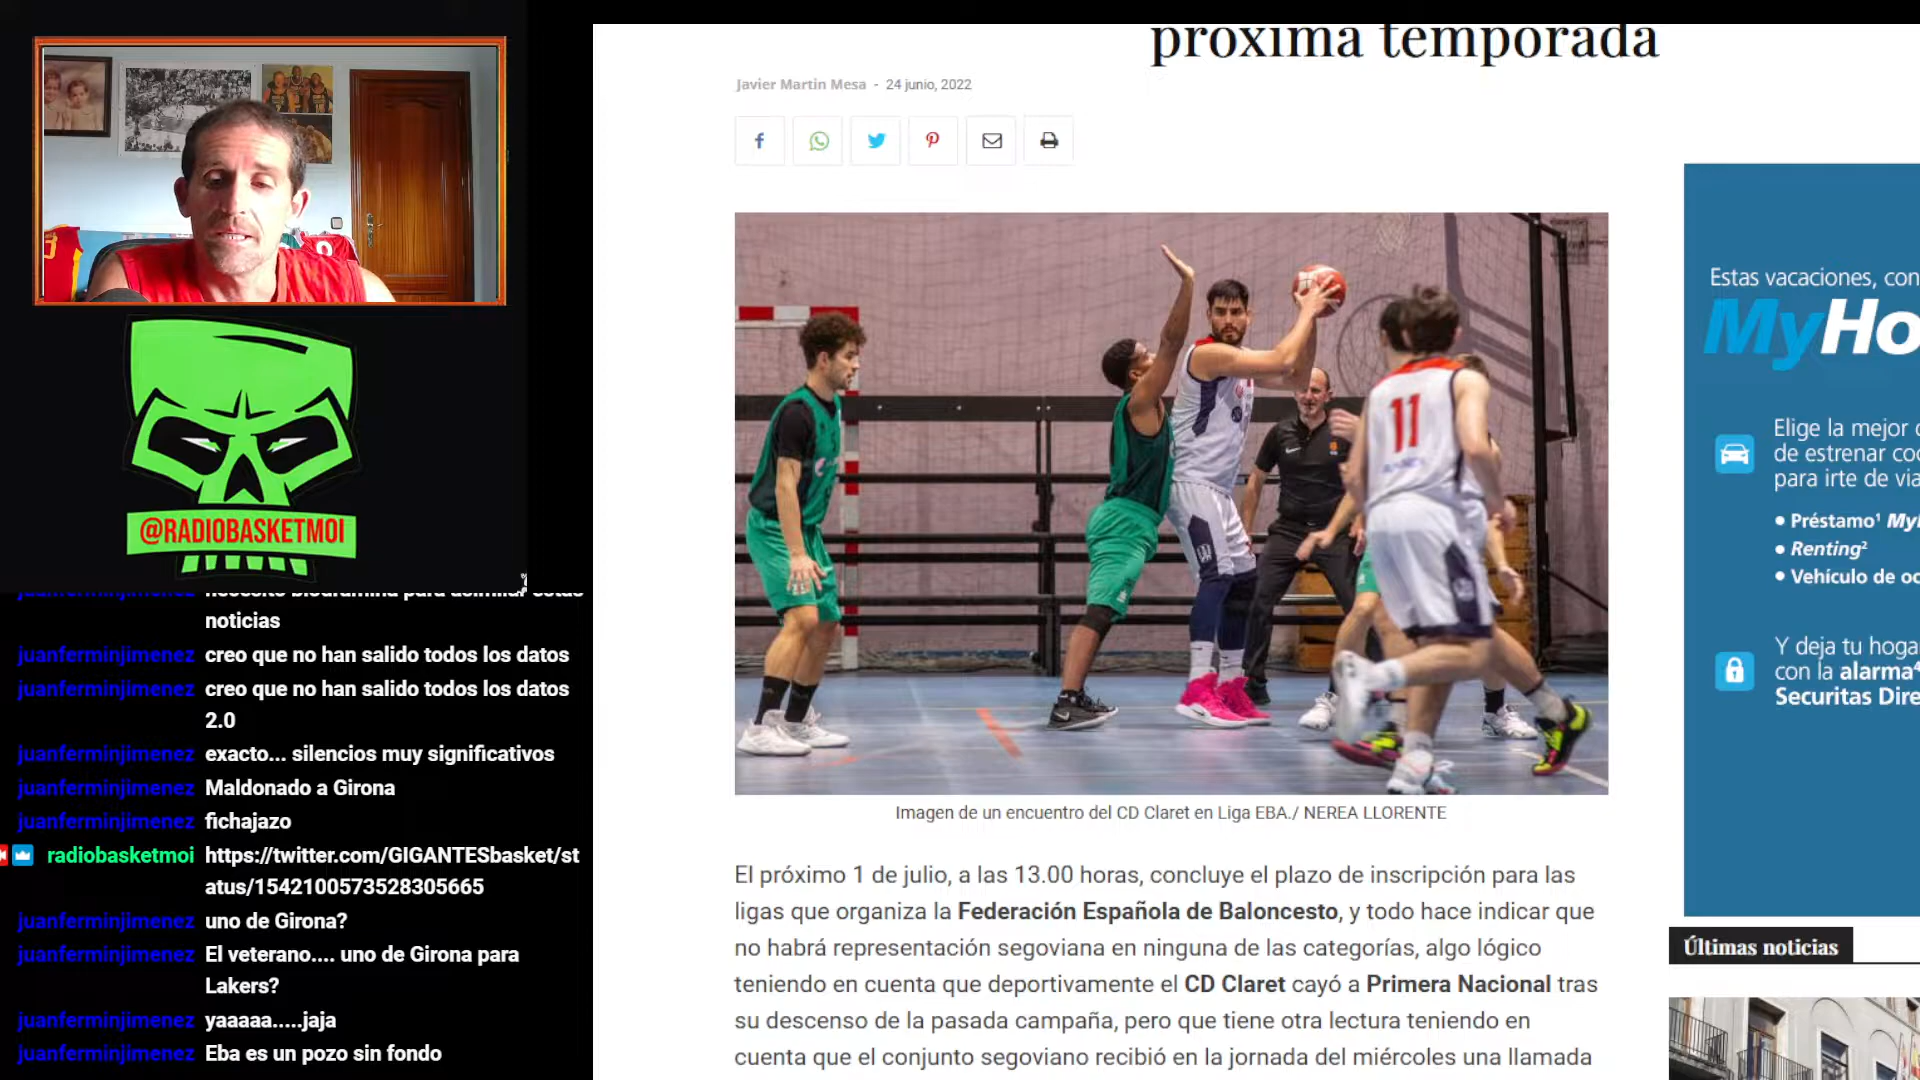 próxima temporada
Javier Martin Mesa - 24 junio, 2022
@RADIOBASKETMOI
noticias
juanferminjimenez creo que no han salido todos los datos
juanferminjimenez creo que no han salido todos los datos
2.0
juanferminjimenez exacto... silencios muy significativos
juanferminjimenez Maldonado a Girona
juanferminjimenez fichajazo
radiobasketmoi https://twitter.com/GIGANTESbasket/st
atus/1542100573528305665
juanferminjimenez uno de Girona?
juanferminjimenez El veterano.... uno de Girona para
Lakers?
juanferminjimenez yaaaaa.....jaja
juanferminjimenez Eba es un pozo sin fondo
11
Imagen de un encuentro del CD Claret en Liga EBA./ NEREA LLORENTE
El próximo 1 de julio, a las 13.00 horas, concluye el plazo de inscripción para las
ligas que organiza la Federación Española de Baloncesto, y todo hace indicar que
no habrá representación segoviana en ninguna de las categorías, algo lógico
teniendo en cuenta que deportivamente el CD Claret cayó a Primera Nacional tras
su descenso de la pasada campaña, pero que tiene otra lectura teniendo en
cuenta que el conjunto segoviano recibió en la jornada del miércoles una llamada
Estas vacaciones, con
MyHo
Elige la mejor
de estrenar coc
para irte de via
• Préstamo¹ My
• Renting²
• Vehículo de oc
Y deja tu hoga
con la alarma⁴
Securitas Dire
Últimas noticias